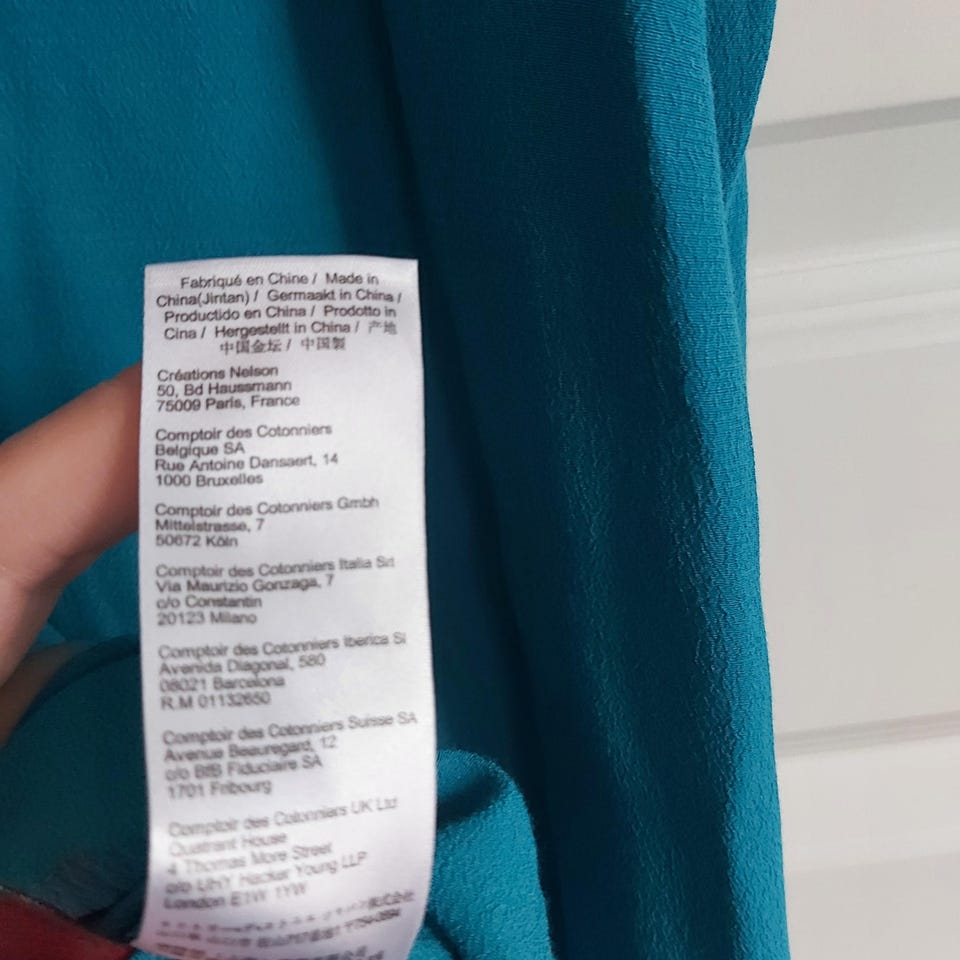 Fabriqué en Chine / Made in
China(Jintan) / Germaakt in China /
Productido en China / Prodotto in
Cina / Hergestellt in China / 产地
中国金坛 / 中国製
Créations Nelson
50, Bd Haussmann
75009 Paris, France
Comptoir des Cotonniers
Belgique SA
Rue Antoine Dansaert, 14
1000 Bruxelles
Comptoir des Cotonniers Gmbh
Mittelstrasse, 7
50672 Köln
Comptoir des Cotonniers Italia Srl
Via Maurizio Gonzaga, 7
c/o Constantin
20123 Milano
Comptoir des Cotonniers Iberica Sl
Avenida Diagonal, 580
08021 Barcelona
R.M 01132650
Comptoir des Cotonniers Suisse SA
Avenue Beauregard, 12
c/o BfB Fiduciaire SA
1701 Fribourg
Comptoir des Cotonniers UK Ltd
Quatrant House
4 Thomas More Street
c/o UHY Hacker Young LLP
London E1W 1YW